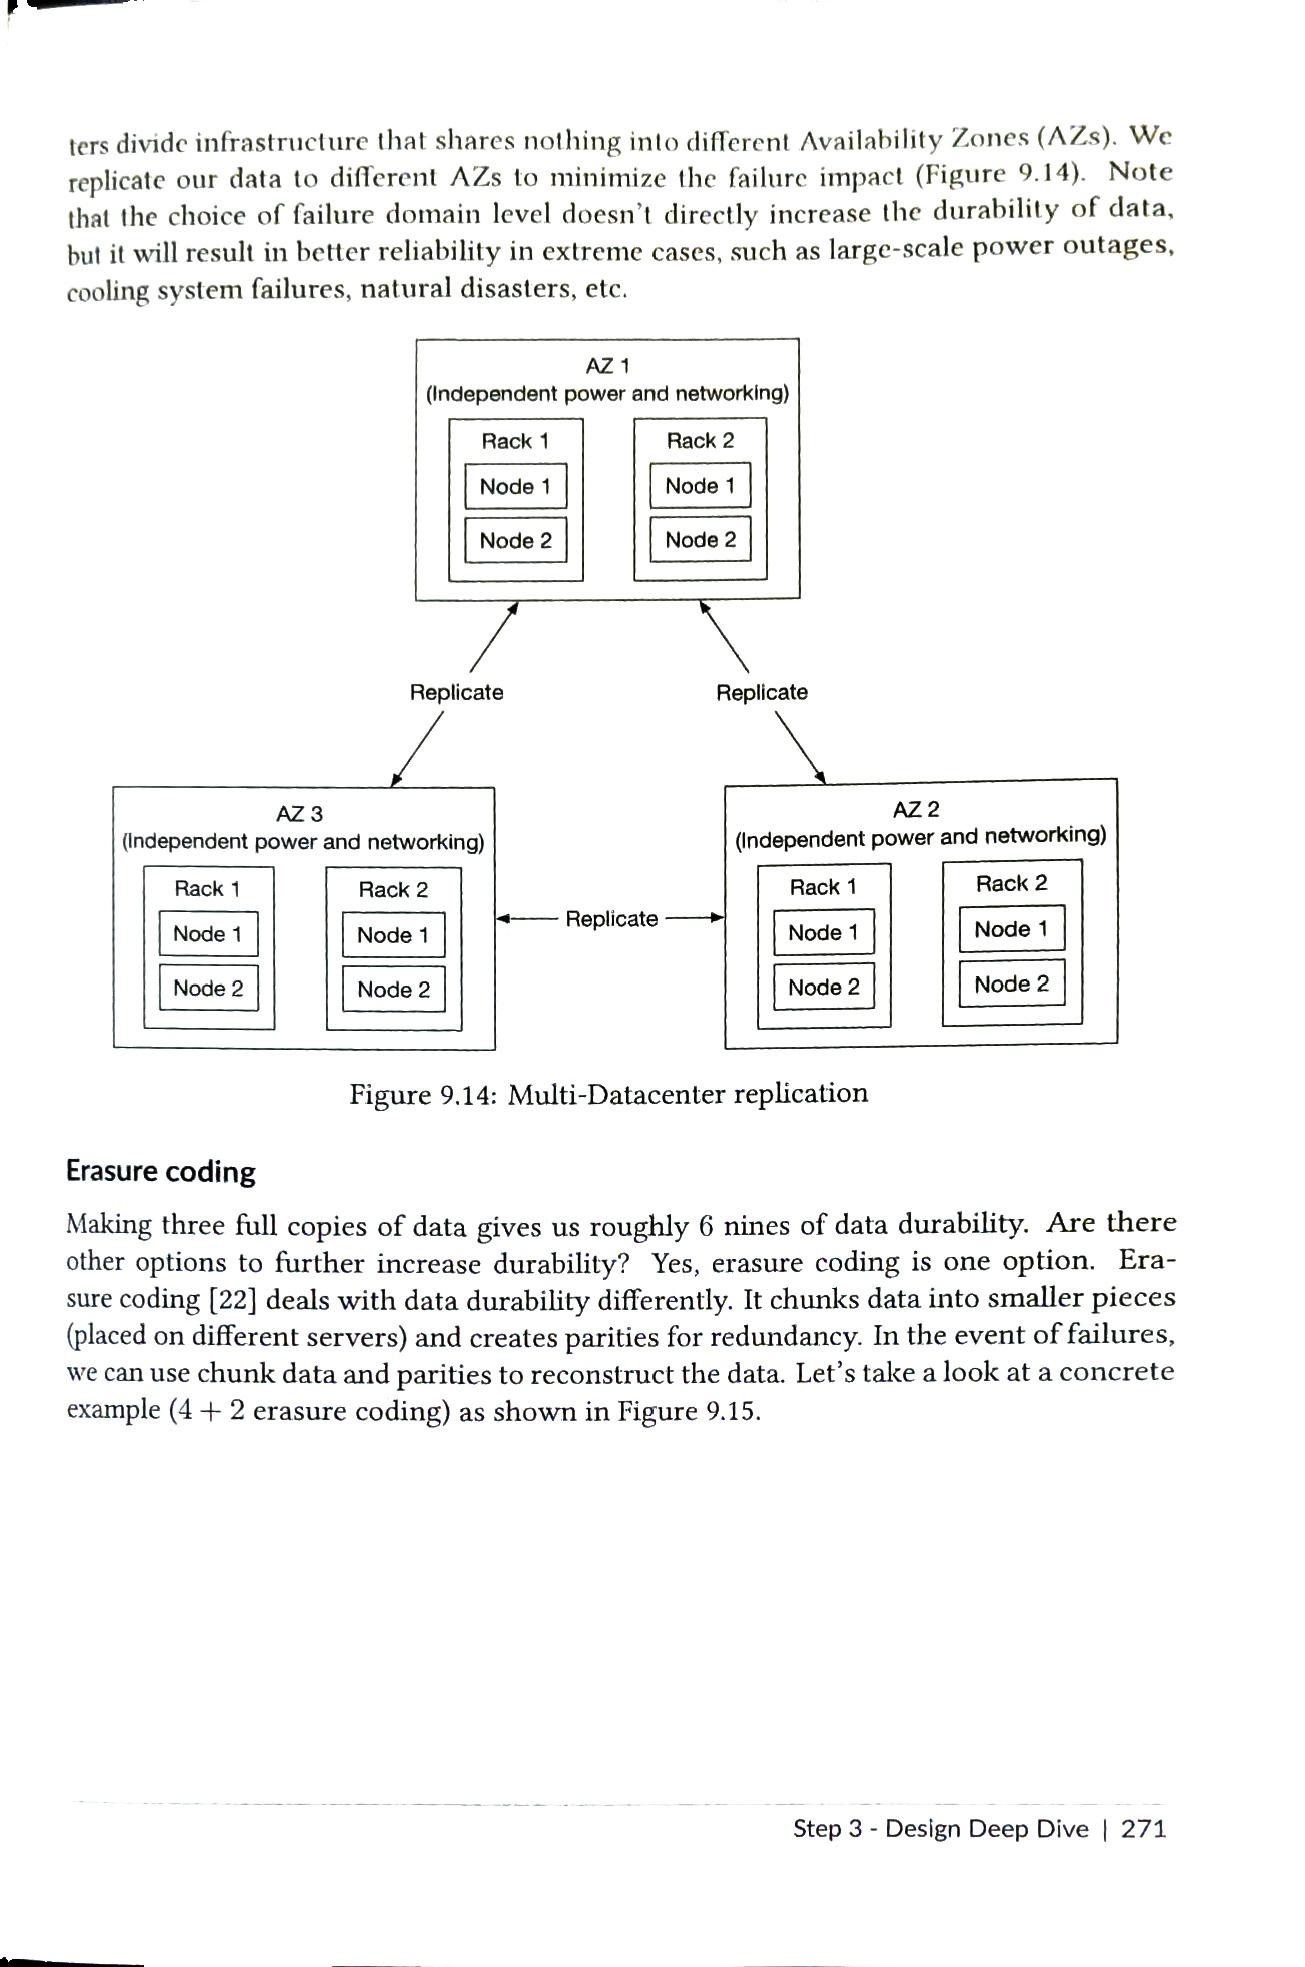 ters divide infrastructure that shares nothing into different Availability Zones (AZs). We
replicate our data to different AZs to minimize the failure impact (Figure 9.14). Note
that the choice of failure domain level doesn't directly increase the durability of data,
but it will result in better reliability in extreme cases, such as large-scale power outages,
cooling system failures, natural disasters, etc.
AZ 1
(Independent power and networking)
Rack 1
Node 1
Node 2
Rack 2
Node 1
Node 2
Replicate
Replicate
AZ 3
(Independent power and networking)
Rack 1
Node 1
Node 2
Rack 2
Node 1
Node 2
Replicate
AZ 2
(Independent power and networking)
Rack 1
Node 1
Node 2
Rack 2
Node 1
Node 2
Figure 9.14: Multi-Datacenter replication
Erasure coding
Making three full copies of data gives us roughly 6 nines of data durability. Are there
other options to further increase durability? Yes, erasure coding is one option. Era-
sure coding [22] deals with data durability differently. It chunks data into smaller pieces
(placed on different servers) and creates parities for redundancy. In the event of failures,
we can use chunk data and parities to reconstruct the data. Let's take a look at a concrete
example (4 + 2 erasure coding) as shown in Figure 9.15.
Step 3 - Design Deep Dive | 271